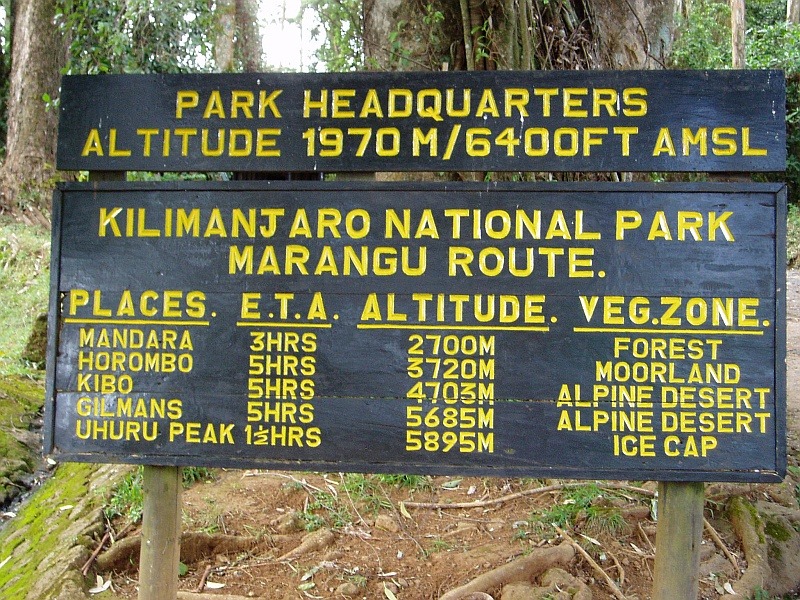 PARK HEADQUARTERS
ALTITUDE 1970M/6400FT AMSL
KILIMANJARO NATIONAL PARK
MARANGU ROUTE.
PLACES. E.T.A. ALTITUDE. VEG.ZONE.
MANDARA 3HRS 2700M FOREST
HOROMBO 5HRS 3720M MOORLAND
KIBO 5HRS 4703M ALPINE DESERT
GILMANS 5HRS 5685M ALPINE DESERT
UHURU PEAK 1½HRS 5895M ICE CAP